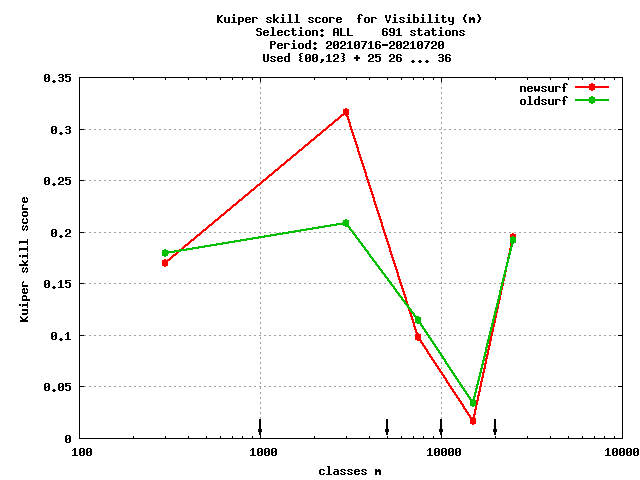 Kuiper skill score for Visibility (m)
Selection: ALL 691 stations
Period: 20210716-20210720
Used {00,12} + 25 26 ... 36
newsurf
oldsurf
Kuiper skill score
0.35
0.3
0.25
0.2
0.15
0.1
0.05
0
100
1000
10000
10000
classes m